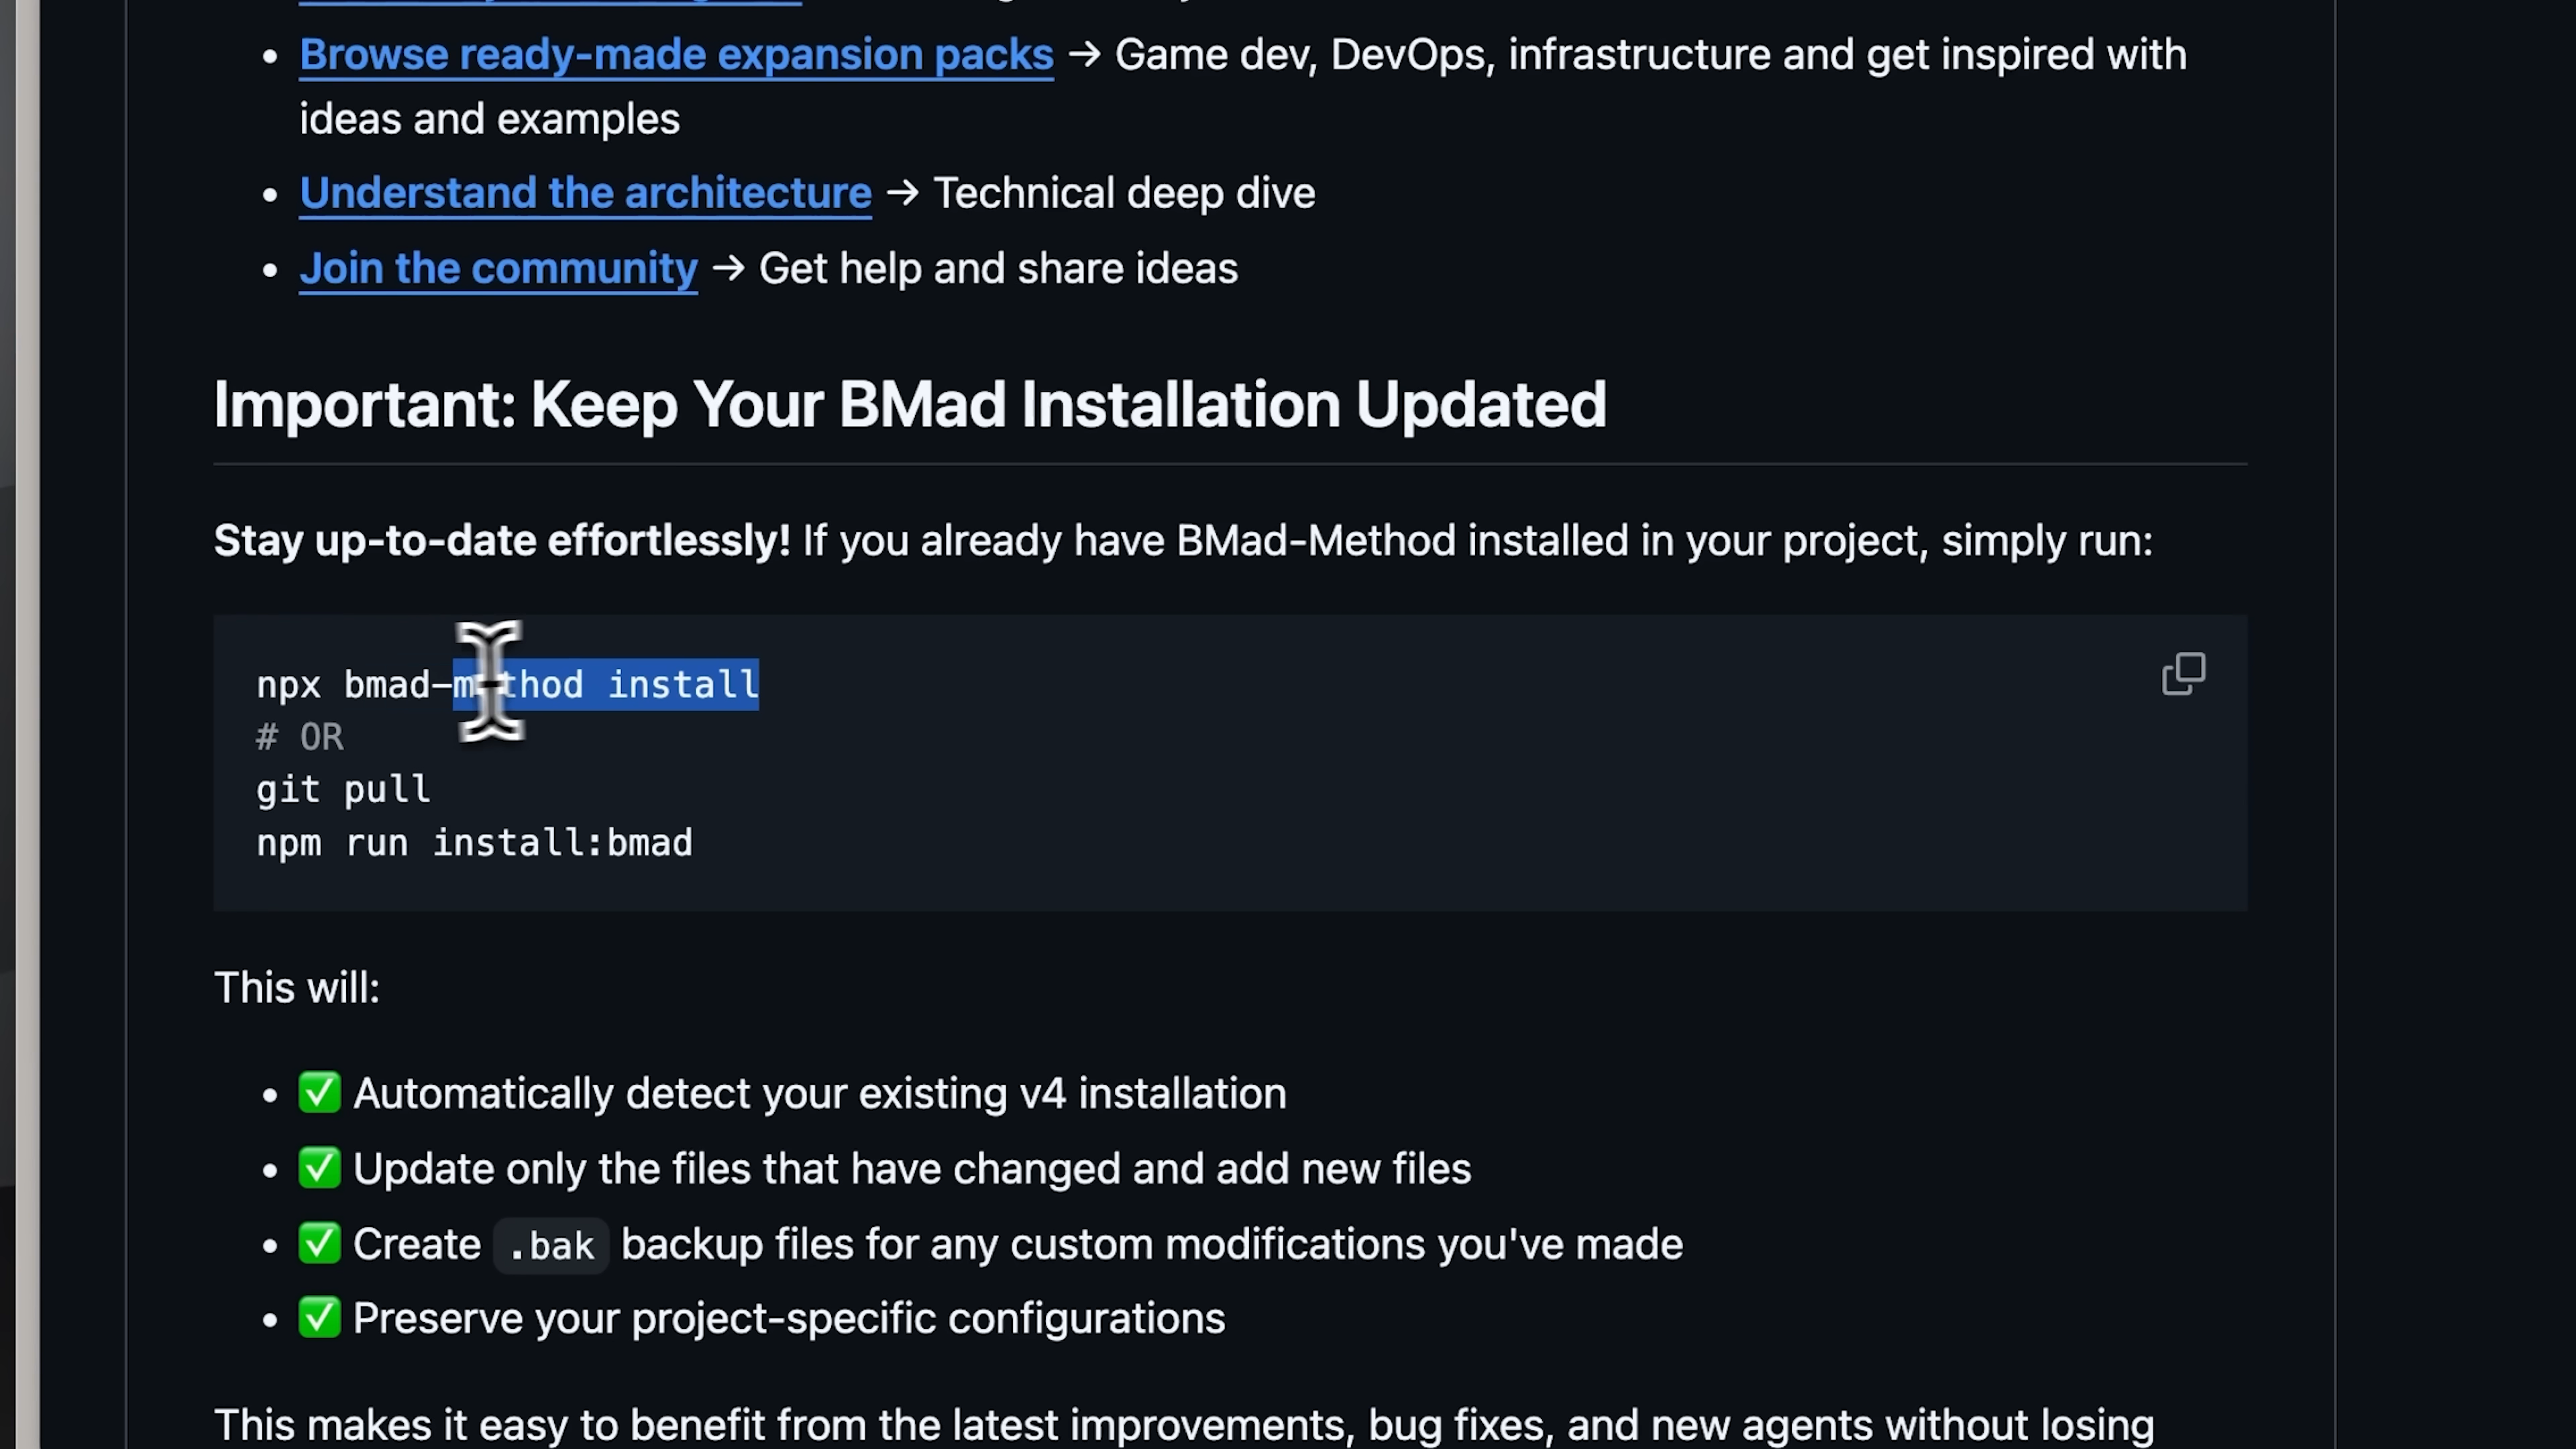 Browse ready-made expansion packs → Game dev, DevOps, infrastructure and get inspired with
ideas and examples
Understand the architecture → Technical deep dive
Join the community → Get help and share ideas
Important: Keep Your BMad Installation Updated
Stay up-to-date effortlessly! If you already have BMad-Method installed in your project, simply run:
npx bmad-method install
# OR
git pull
npm run install:bmad
This will:
✅ Automatically detect your existing v4 installation
✅ Update only the files that have changed and add new files
✅ Create .bak backup files for any custom modifications you've made
✅ Preserve your project-specific configurations
This makes it easy to benefit from the latest improvements, bug fixes, and new agents without losing